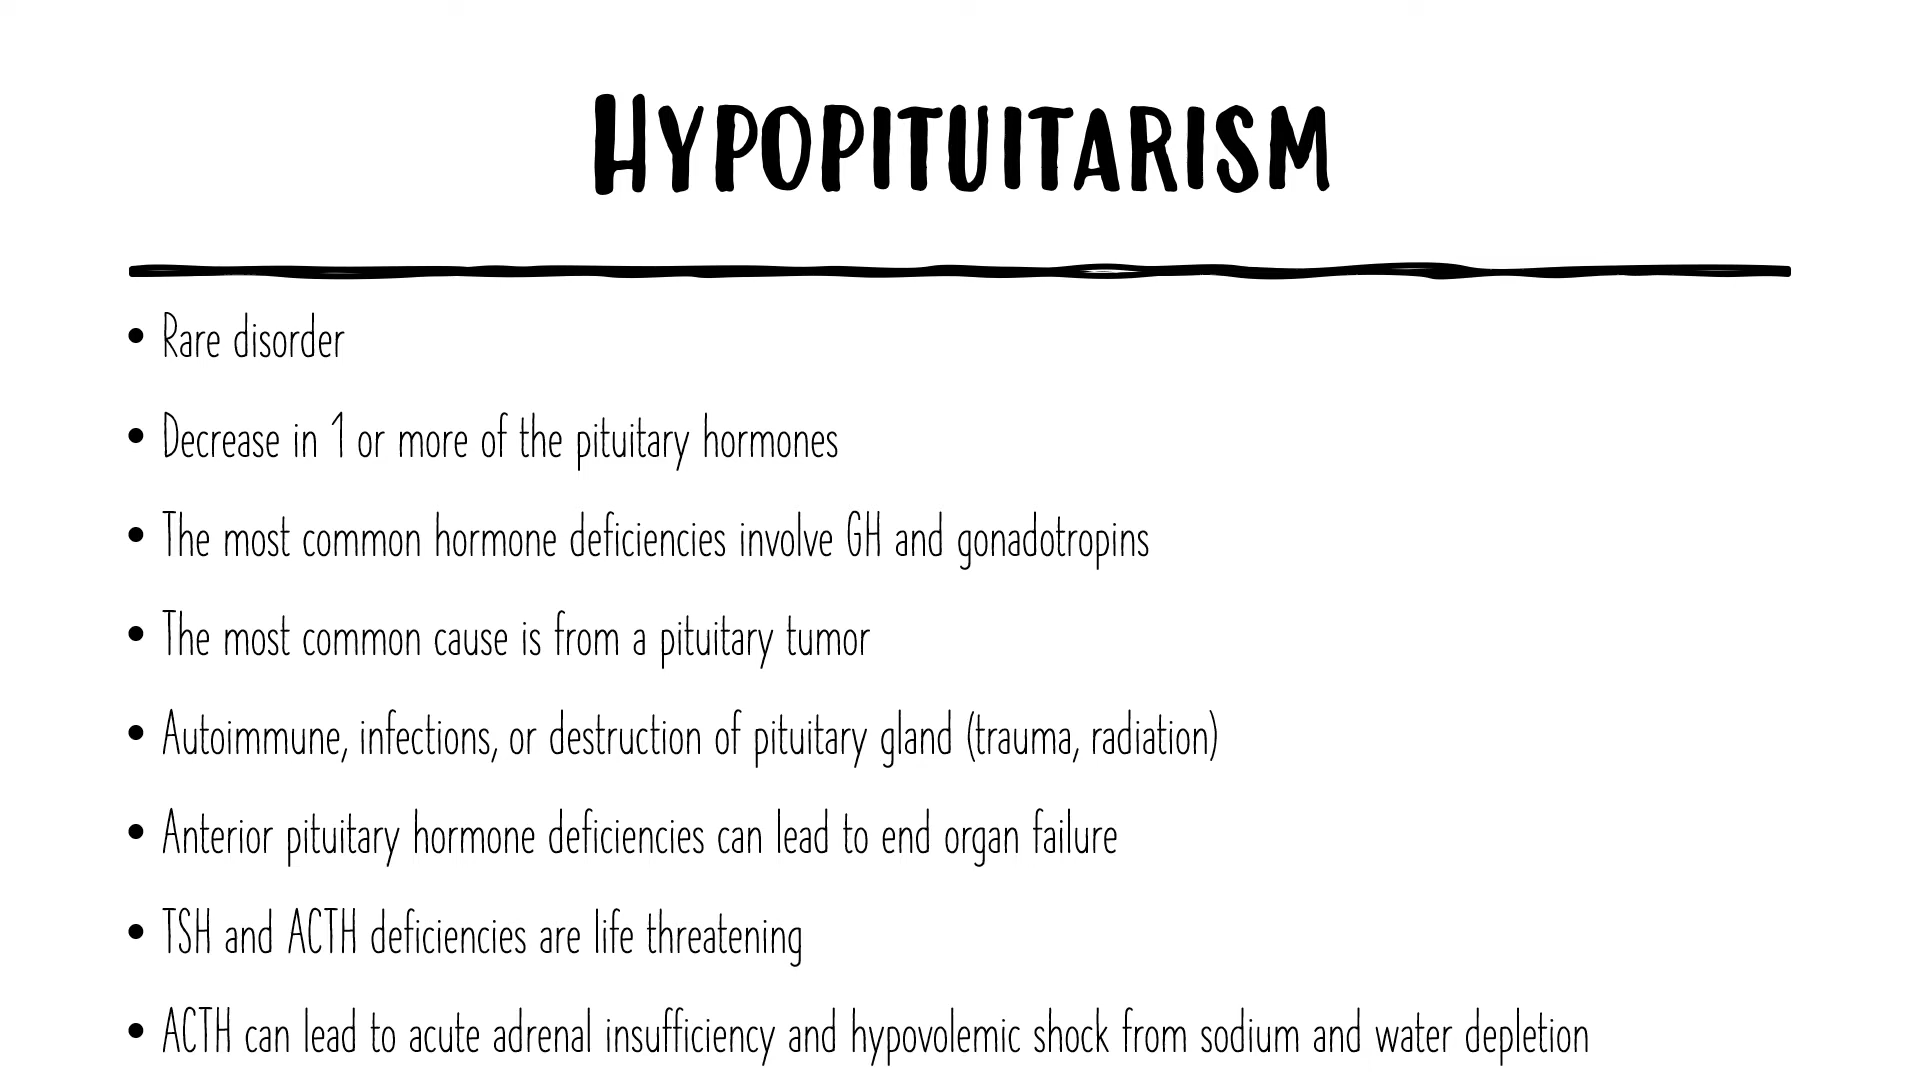 HYPOPITUITARISM
• Rare disorder
• Decrease in 1 or more of the pituitary hormones
• The most common hormone deficiencies involve GH and gonadotropins
• The most common cause is from a pituitary tumor
• Autoimmune, infections, or destruction of pituitary gland (trauma, radiation)
• Anterior pituitary hormone deficiencies can lead to end organ failure
• TSH and ACTH deficiencies are life threatening
• ACTH can lead to acute adrenal insufficiency and hypovolemic shock from sodium and water depletion